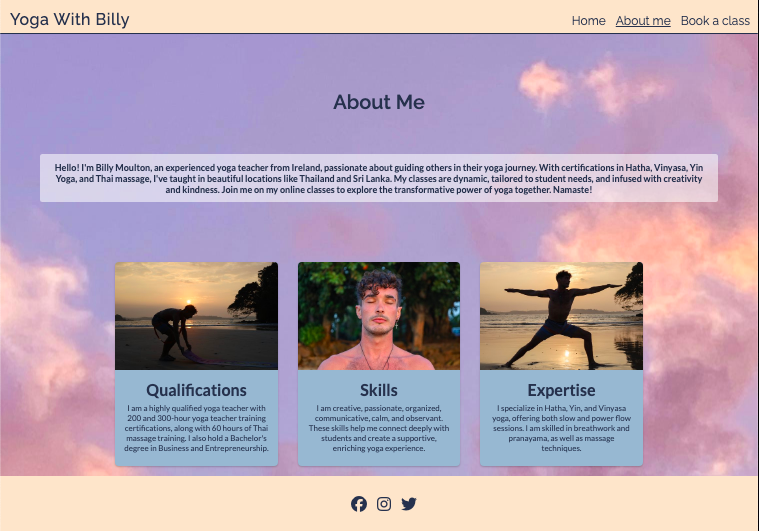 Yoga With Billy
Home About me Book a class
About Me
Hello! I'm Billy Moulton, an experienced yoga teacher from Ireland, passionate about guiding others in their yoga journey. With certifications in Hatha, Vinyasa, Yin
Yoga, and Thai massage, I've taught in beautiful locations like Thailand and Sri Lanka. My classes are dynamic, tailored to student needs, and infused with creativity
and kindness. Join me on my online classes to explore the transformative power of yoga together. Namaste!
Qualifications
I am a highly qualified yoga teacher with
200 and 300-hour yoga teacher training
certifications, along with 60 hours of Thai
massage training. I also hold a Bachelor's
degree in Business and Entrepreneurship.
Skills
I am creative, passionate, organized,
communicative, calm, and observant.
These skills help me connect deeply with
students and create a supportive,
enriching yoga experience.
Expertise
I specialize in Hatha, Yin, and Vinyasa
yoga, offering both slow and power flow
sessions. I am skilled in breathwork and
pranayama, as well as massage
techniques.